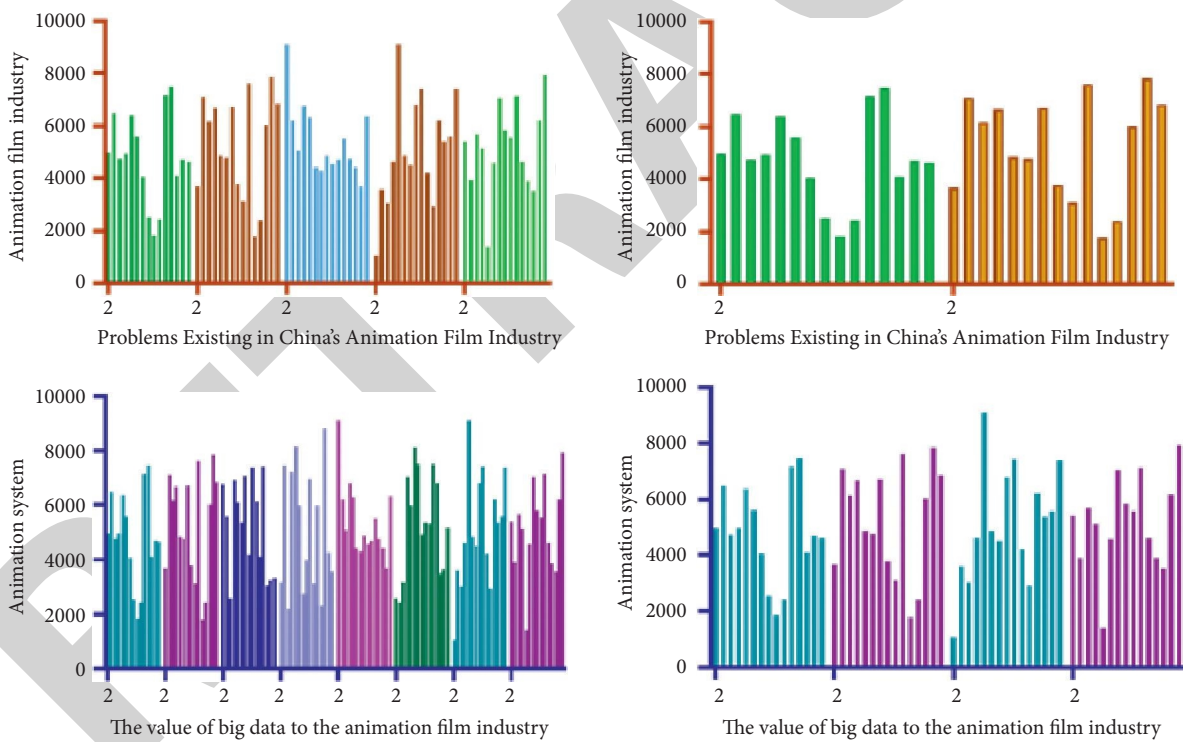 10000
8000
6000
4000
2000
0
Animation film industry
2 2 2 2 2
Problems Existing in China's Animation Film Industry
10000
8000
6000
4000
2000
0
Animation film industry
2 2
Problems Existing in China's Animation Film Industry
10000
8000
6000
4000
2000
0
Animation system
2 2 2 2 2 2 2 2
The value of big data to the animation film industry
10000
8000
6000
4000
2000
0
Animation system
2 2 2 2
The value of big data to the animation film industry